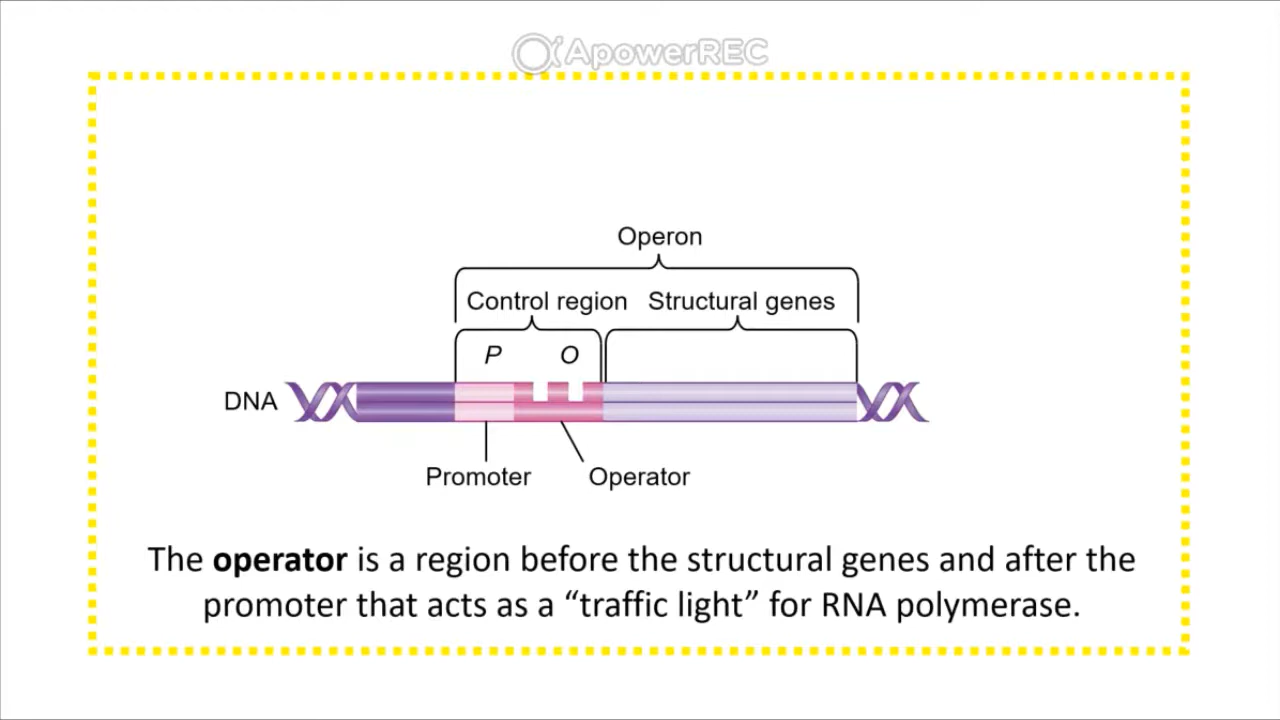 ApowerREC
Operon
Control region Structural genes
P O
DNA
Promoter Operator
The operator is a region before the structural genes and after the
promoter that acts as a “traffic light” for RNA polymerase.